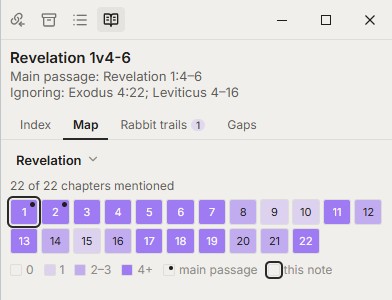 Revelation 1v4-6
Main passage: Revelation 1:4–6
Ignoring: Exodus 4:22; Leviticus 4–16
Index Map Rabbit trails 1 Gaps
Revelation
22 of 22 chapters mentioned
1 2 3 4 5 6 7 8 9 10 11 12
13 14 15 16 17 18 19 20 21 22
0 1 2–3 4+ main passage this note